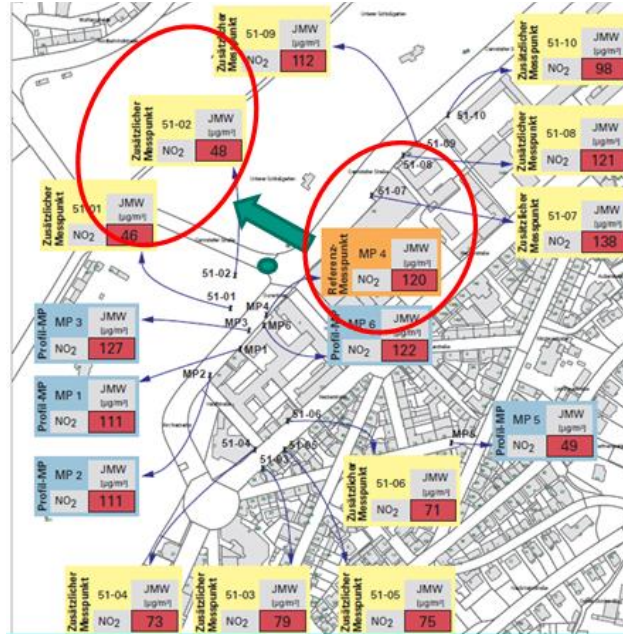 Unterer Schloßgarten
Zusätzlicher Messpunkt
51-09
JMW
[µg/m³]
NO₂
112
Zusätzlicher Messpunkt
51-10
JMW
[µg/m³]
NO₂
98
Zusätzlicher Messpunkt
51-02
JMW
[µg/m³]
NO₂
48
Zusätzlicher Messpunkt
51-08
JMW
[µg/m³]
NO₂
121
Zusätzlicher Messpunkt
51-01
JMW
[µg/m³]
NO₂
46
Zusätzlicher Messpunkt
51-07
JMW
[µg/m³]
NO₂
138
Referenz-Messpunkt
MP 4
JMW
[µg/m³]
NO₂
120
Profil-MP
MP 3
JMW
[µg/m³]
NO₂
127
Profil-MP
MP 6
JMW
[µg/m³]
NO₂
122
Profil-MP
MP 1
JMW
[µg/m³]
NO₂
111
Profil-MP
MP 5
JMW
[µg/m³]
NO₂
49
Profil-MP
MP 2
JMW
[µg/m³]
NO₂
111
Zusätzlicher Messpunkt
51-06
JMW
[µg/m³]
NO₂
71
Zusätzlicher Messpunkt
51-04
JMW
[µg/m³]
NO₂
73
Zusätzlicher Messpunkt
51-03
JMW
[µg/m³]
NO₂
79
Zusätzlicher Messpunkt
51-05
JMW
[µg/m³]
NO₂
75
51-10
51-09
51-08
51-07
Unterer Schloßgarten
Cannstatter Straße
Cannstatter Straße
51-02
51-01
MP4
MP3
MP6
MP1
MP2
51-06
51-04
51-05
51-03
MP5